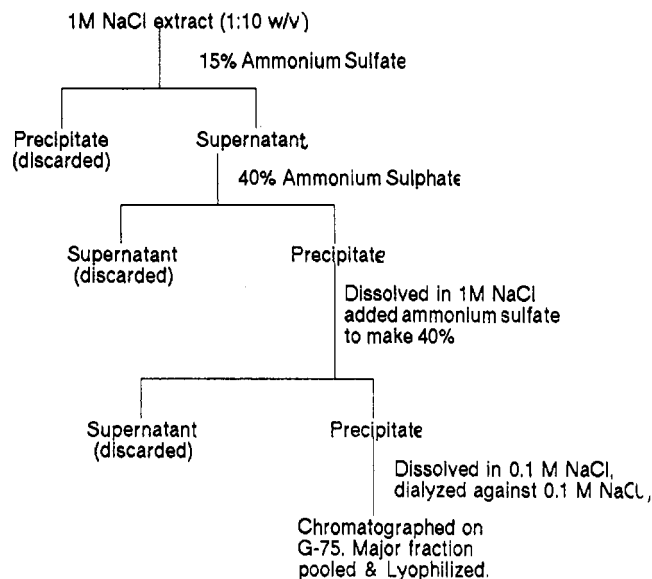 1M NaCl extract (1:10 w/v)
15% Ammonium Sulfate
Precipitate
(discarded)
Supernatant
40% Ammonium Sulphate
Supernatant
(discarded)
Precipitate
Dissolved in 1M NaCl
added ammonium sulfate
to make 40%
Supernatant
(discarded)
Precipitate
Dissolved in 0.1 M NaCl,
dialyzed against 0.1 M NaCl,
Chromatographed on
G-75. Major fraction
pooled & Lyophilized.